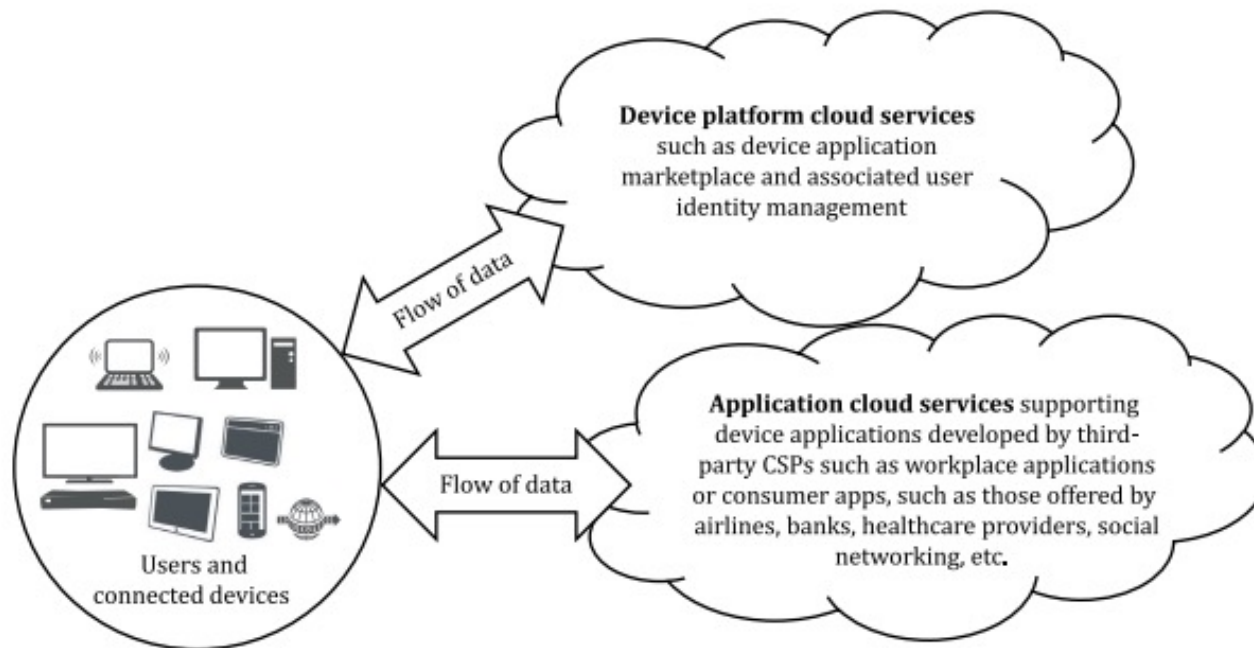 Device platform cloud services
such as device application
marketplace and associated user
identity management
Flow of data
Application cloud services supporting
device applications developed by third-
party CSPs such as workplace applications
or consumer apps, such as those offered by
airlines, banks, healthcare providers, social
networking, etc.
Flow of data
Users and
connected devices